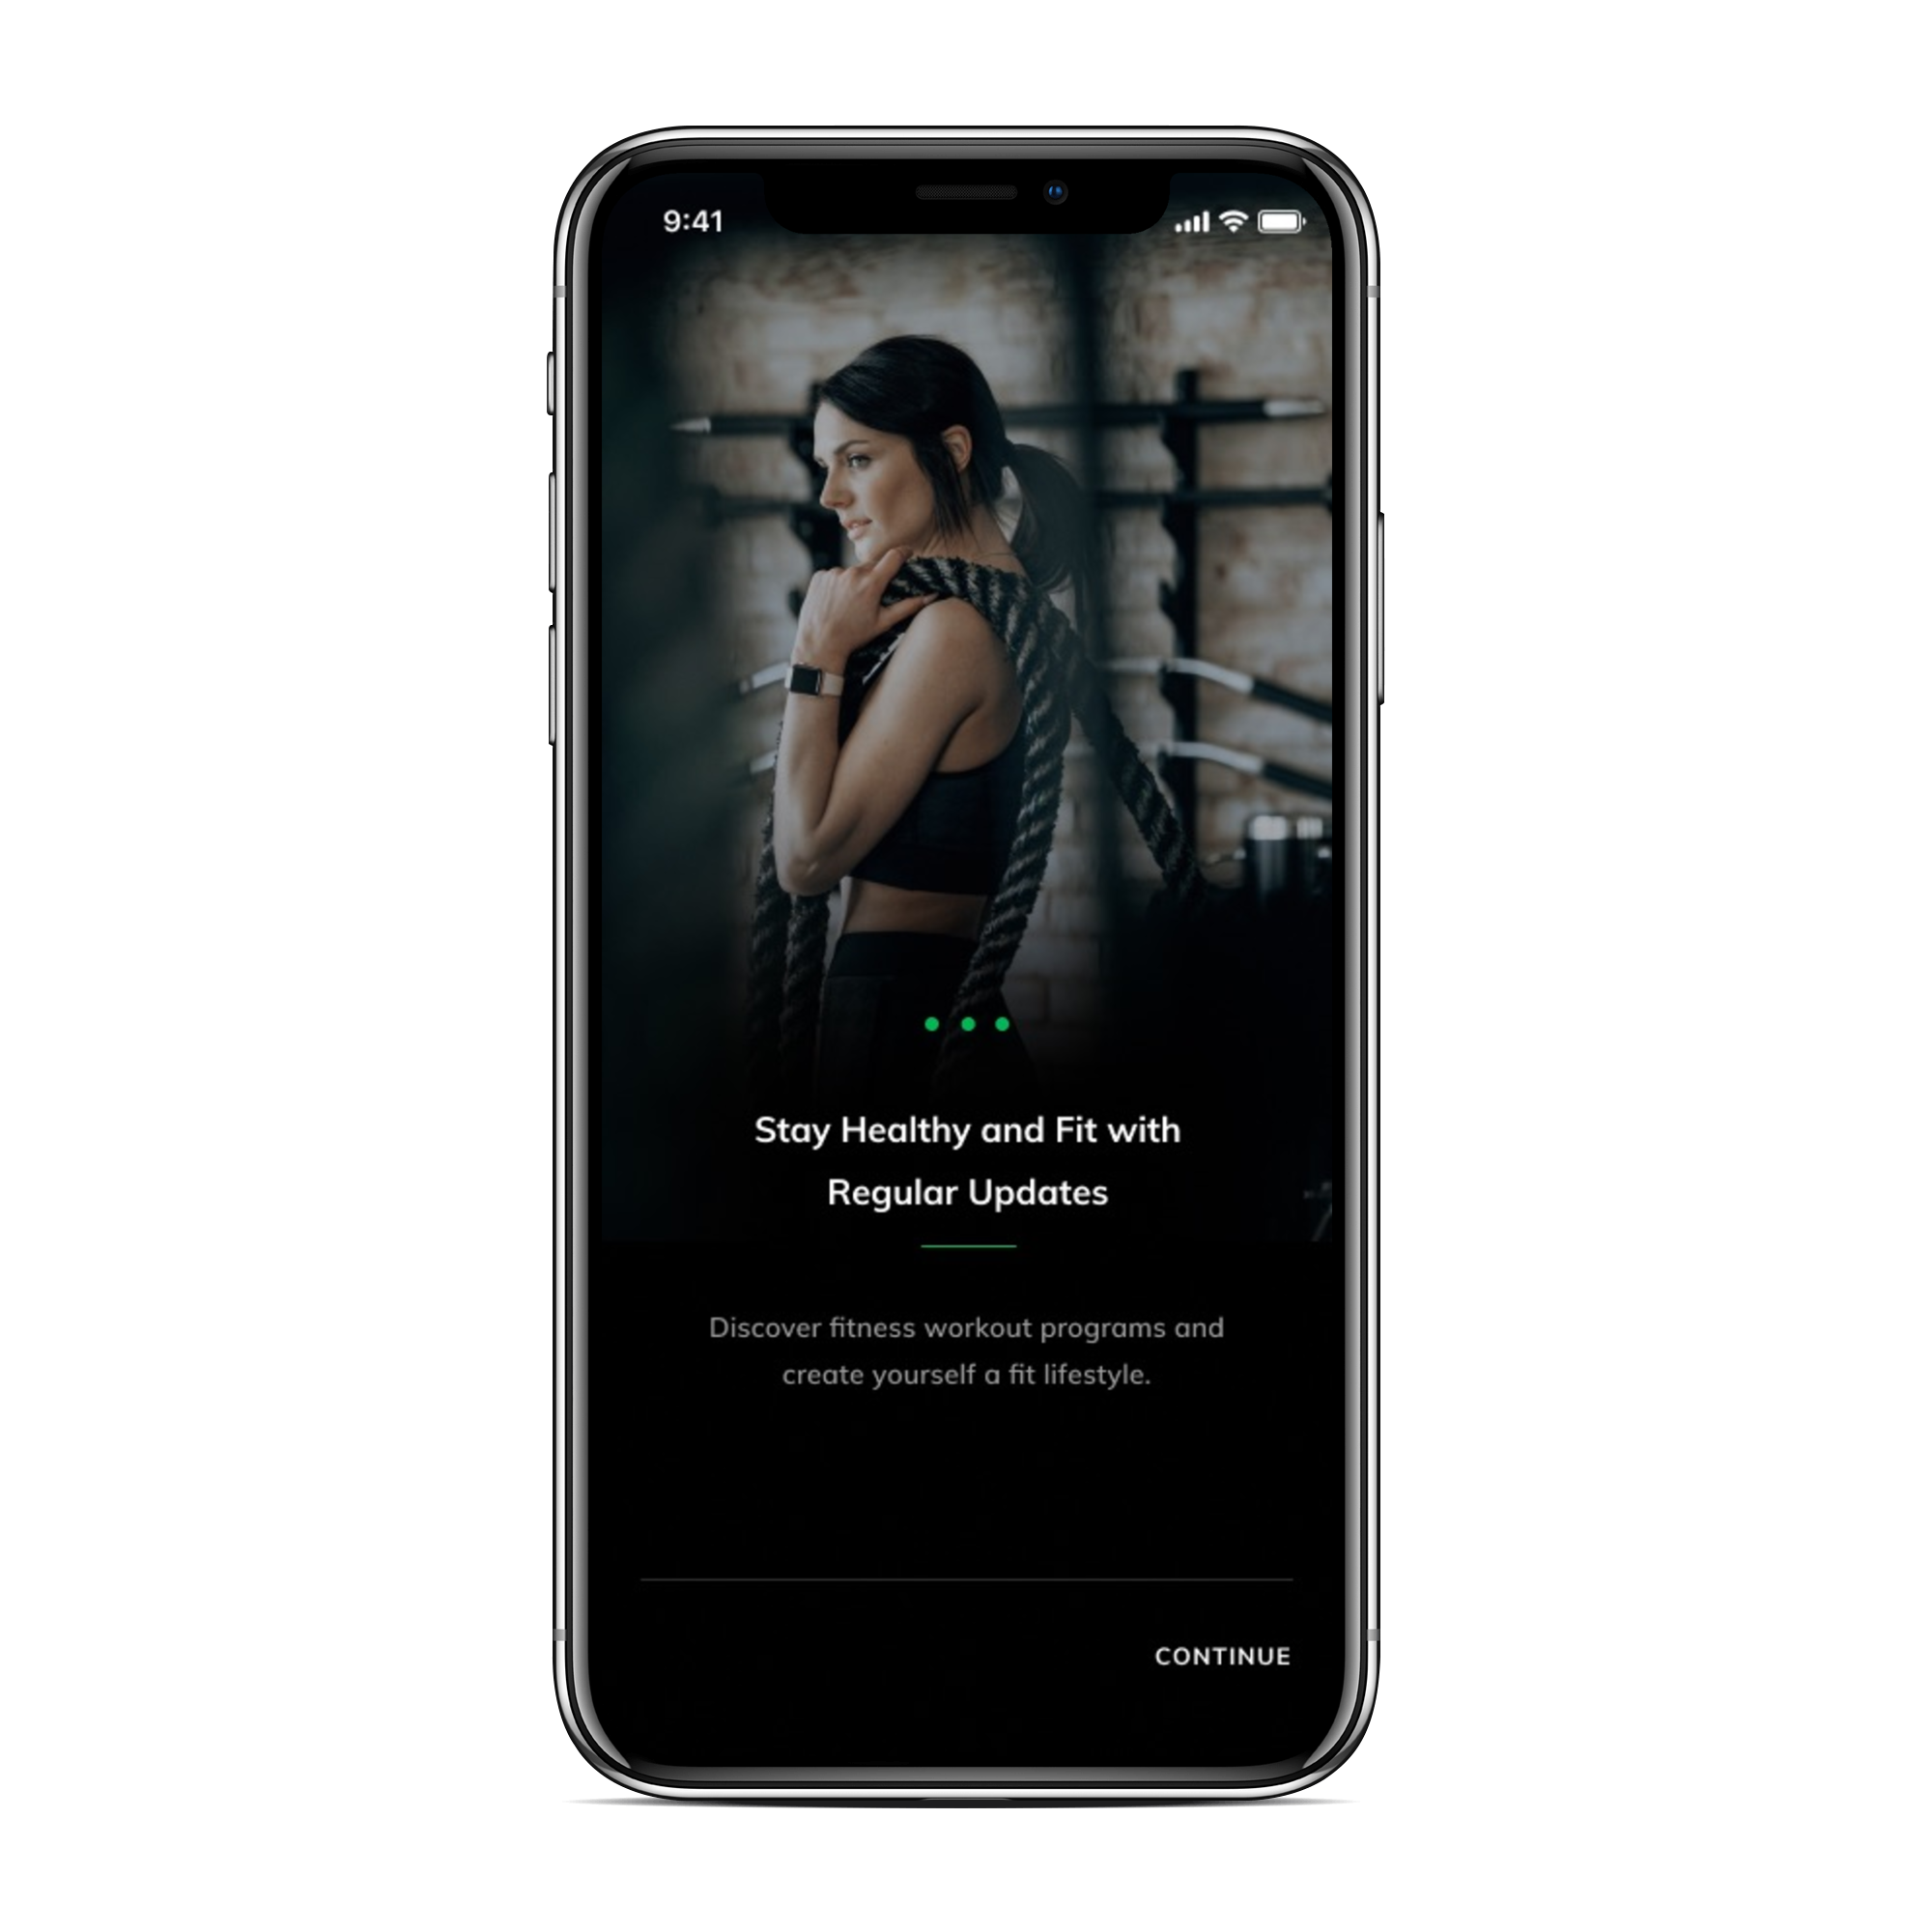 9:41
Stay Healthy and Fit with
Regular Updates
Discover fitness workout programs and
create yourself a fit lifestyle.
CONTINUE